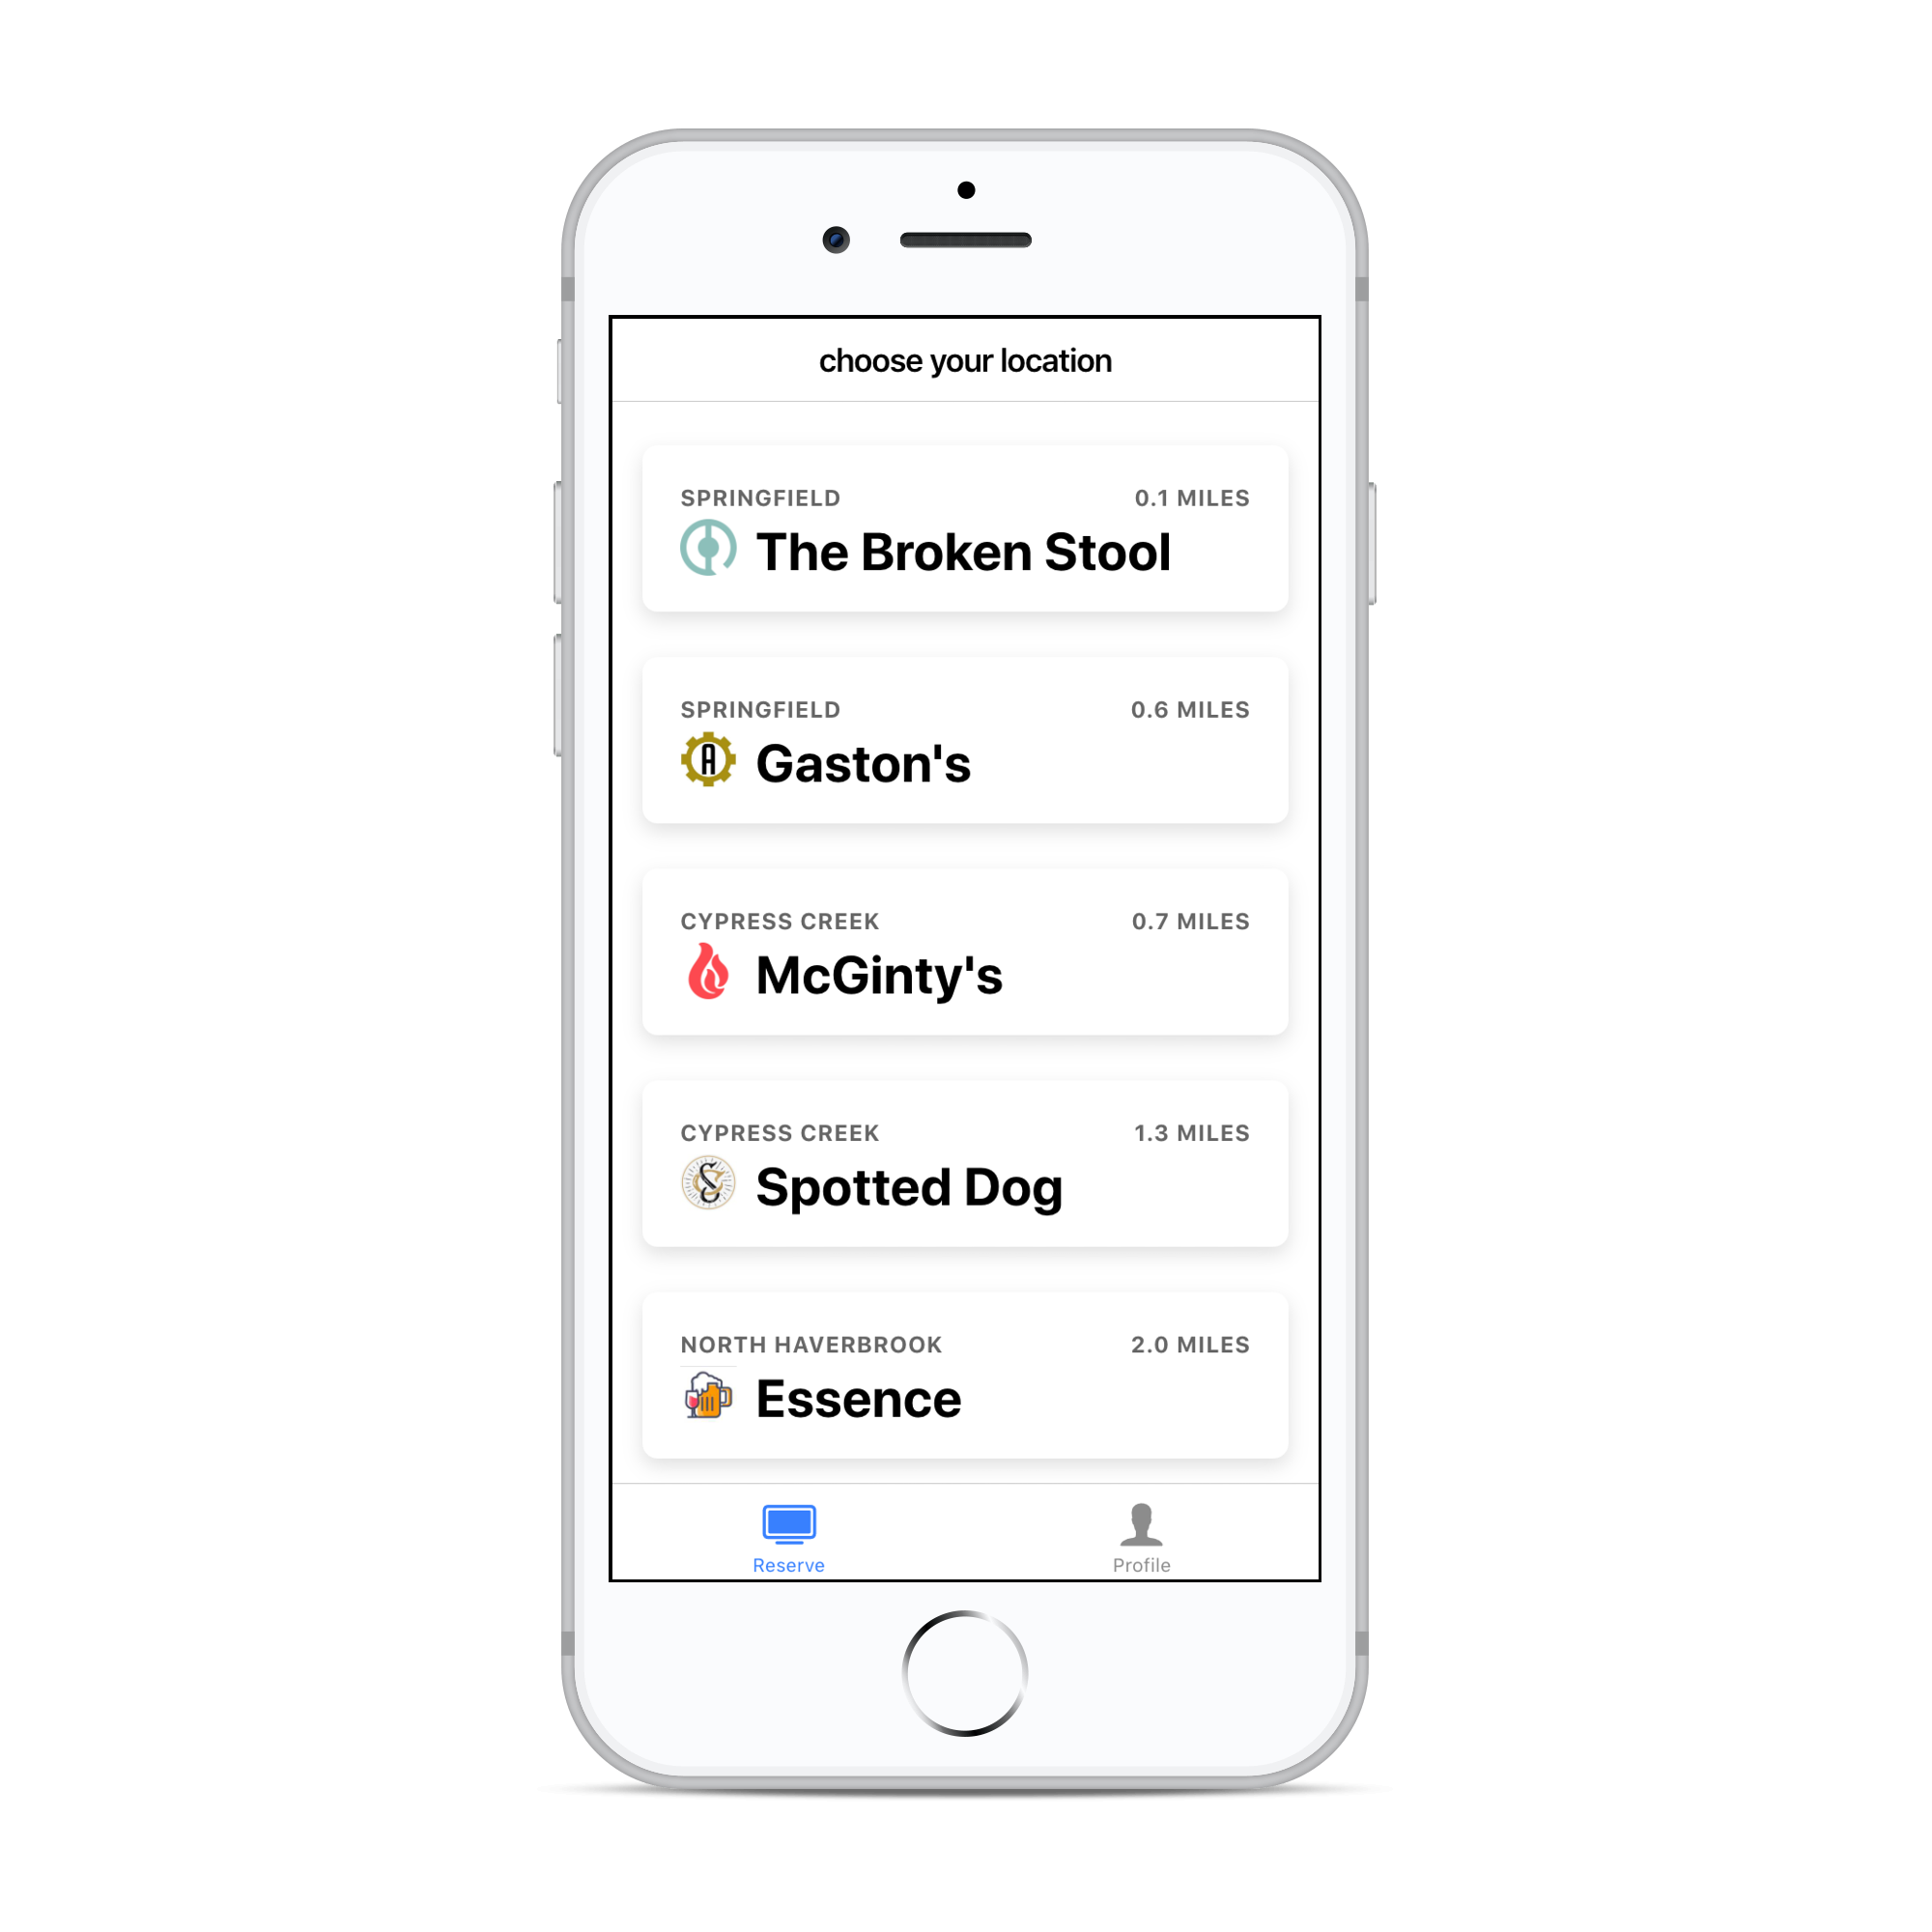 choose your location
SPRINGFIELD 0.1 MILES
The Broken Stool
SPRINGFIELD 0.6 MILES
A Gaston's
CYPRESS CREEK 0.7 MILES
McGinty's
CYPRESS CREEK 1.3 MILES
Spotted Dog
NORTH HAVERBROOK 2.0 MILES
Essence
Reserve Profile